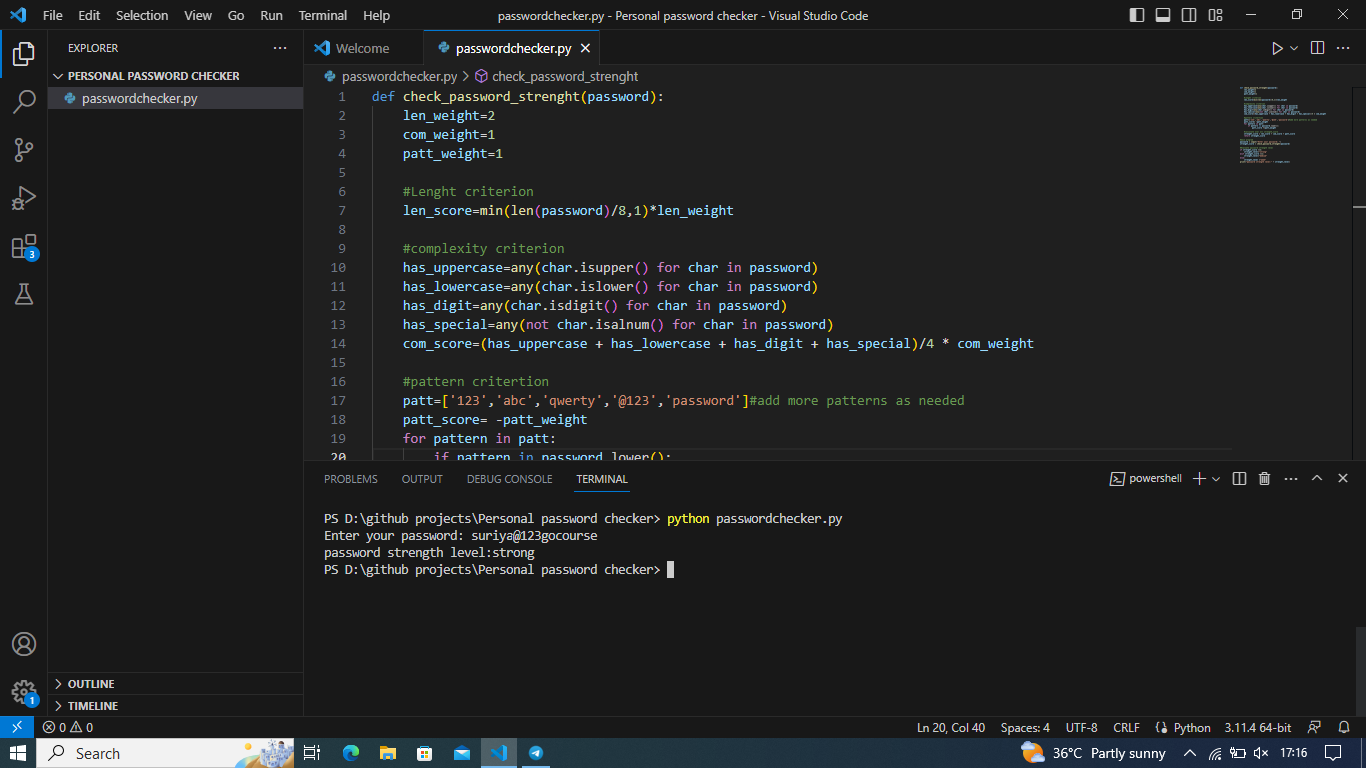 File Edit Selection View Go Run Terminal Help
passwordchecker.py - Personal password checker - Visual Studio Code
EXPLORER
PERSONAL PASSWORD CHECKER
passwordchecker.py
OUTLINE
TIMELINE
Welcome
passwordchecker.py
passwordchecker.py > check_password_strenght
1 def check_password_strenght(password):
2 len_weight=2
3 com_weight=1
4 patt_weight=1
5
6 #Lenght criterion
7 len_score=min(len(password)/8,1)*len_weight
8
9 #complexity criterion
10 has_uppercase=any(char.isupper() for char in password)
11 has_lowercase=any(char.islower() for char in password)
12 has_digit=any(char.isdigit() for char in password)
13 has_special=any(not char.isalnum() for char in password)
14 com_score=(has_uppercase + has_lowercase + has_digit + has_special)/4 * com_weight
15
16 #pattern critertion
17 patt=['123','abc','qwerty','@123','password']#add more patterns as needed
18 patt_score= -patt_weight
19 for pattern in patt:
20 if pattern in password.lower():
PROBLEMS OUTPUT DEBUG CONSOLE TERMINAL
powershell
PS D:\github projects\Personal password checker> python passwordchecker.py
Enter your password: suriya@123gocourse
password strength level:strong
PS D:\github projects\Personal password checker>
3
1
0 0
Ln 20, Col 40 Spaces: 4 UTF-8 CRLF Python 3.11.4 64-bit
Search
36°C Partly sunny
17:16